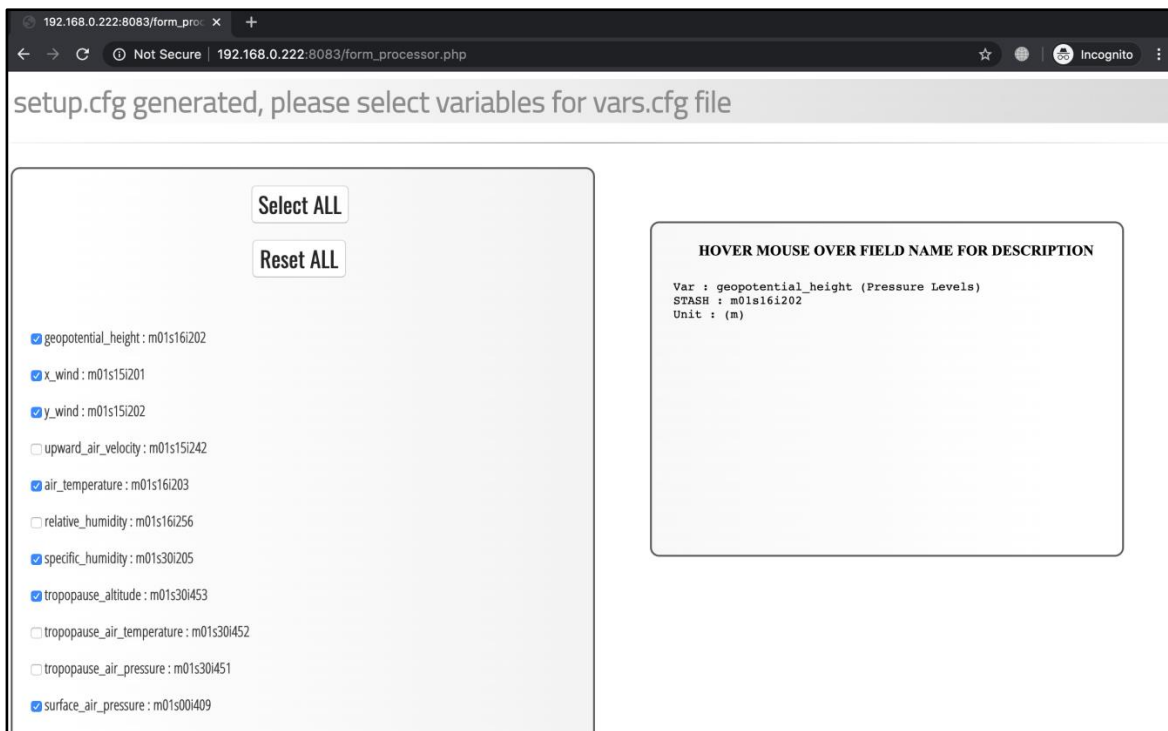 192.168.0.222:8083/form_proc
Not Secure | 192.168.0.222:8083/form_processor.php
Incognito
setup.cfg generated, please select variables for vars.cfg file
Select ALL
Reset ALL
geopotential_height : m01s16i202
x_wind : m01s15i201
y_wind : m01s15i202
upward_air_velocity : m01s15i242
air_temperature : m01s16i203
relative_humidity : m01s16i256
specific_humidity : m01s30i205
tropopause_altitude : m01s30i453
tropopause_air_temperature : m01s30i452
tropopause_air_pressure : m01s30i451
surface_air_pressure : m01s00i409
HOVER MOUSE OVER FIELD NAME FOR DESCRIPTION
Var : geopotential_height (Pressure Levels)
STASH : m01s16i202
Unit : (m)